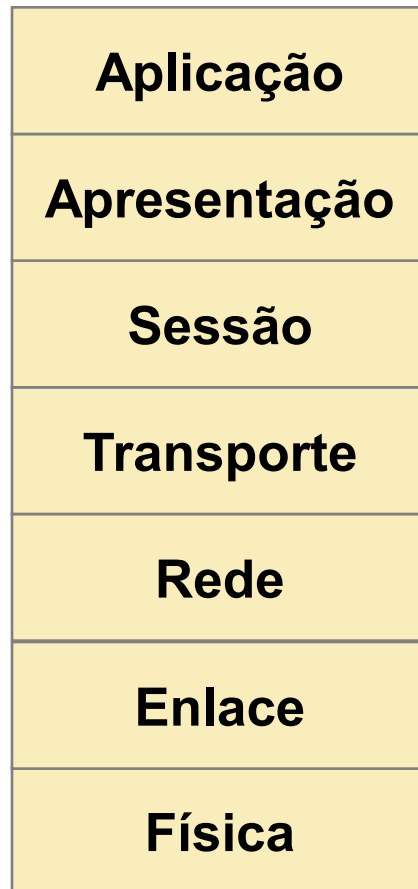 Aplicação
Apresentação
Sessão
Transporte
Rede
Enlace
Física